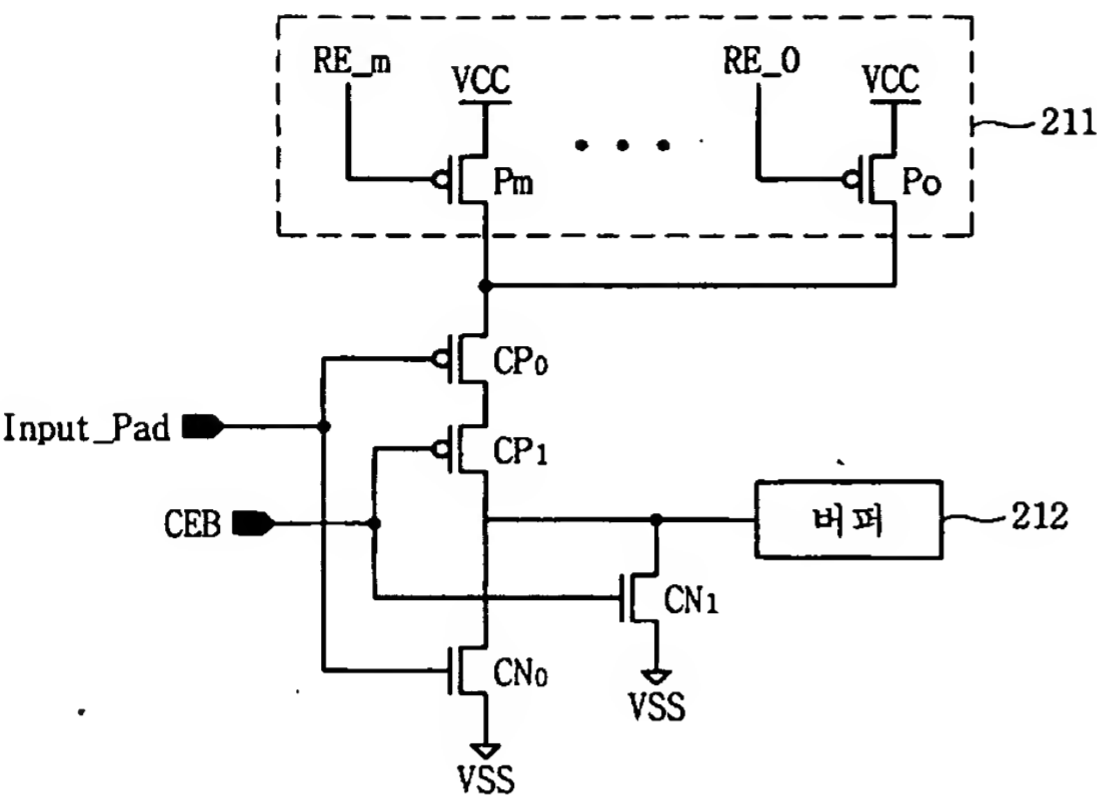 RE_m
RE_0
VCC
VCC
211
Pm
Po
CP0
Input_Pad
CP1
CEB
버퍼
212
CN1
CN0
VSS
VSS